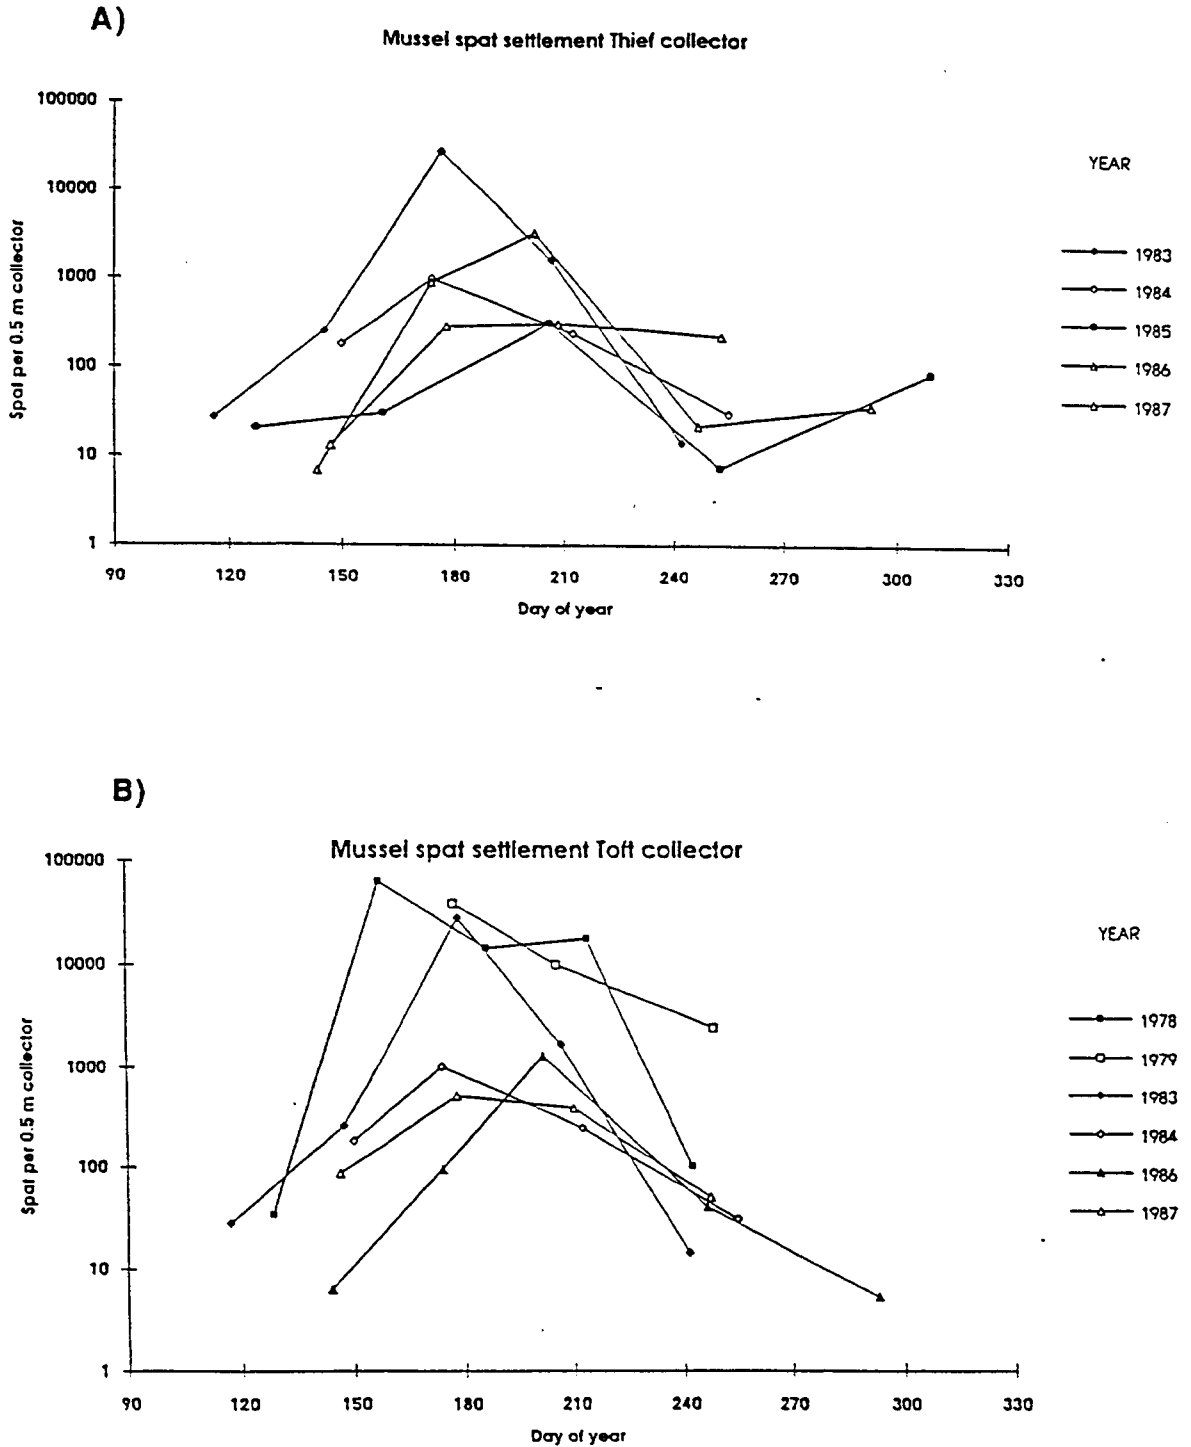 A)
Mussel spat settlement Thief collector
100000
10000
1000
100
10
1
Spat per 0.5 m collector
90 120 150 180 210 240 270 300 330
Day of year
YEAR
1983
1984
1985
1986
1987
B)
Mussel spat settlement Toft collector
100000
10000
1000
100
10
1
Spat per 0.5 m collector
90 120 150 180 210 240 270 300 330
Day of year
YEAR
1978
1979
1983
1984
1986
1987